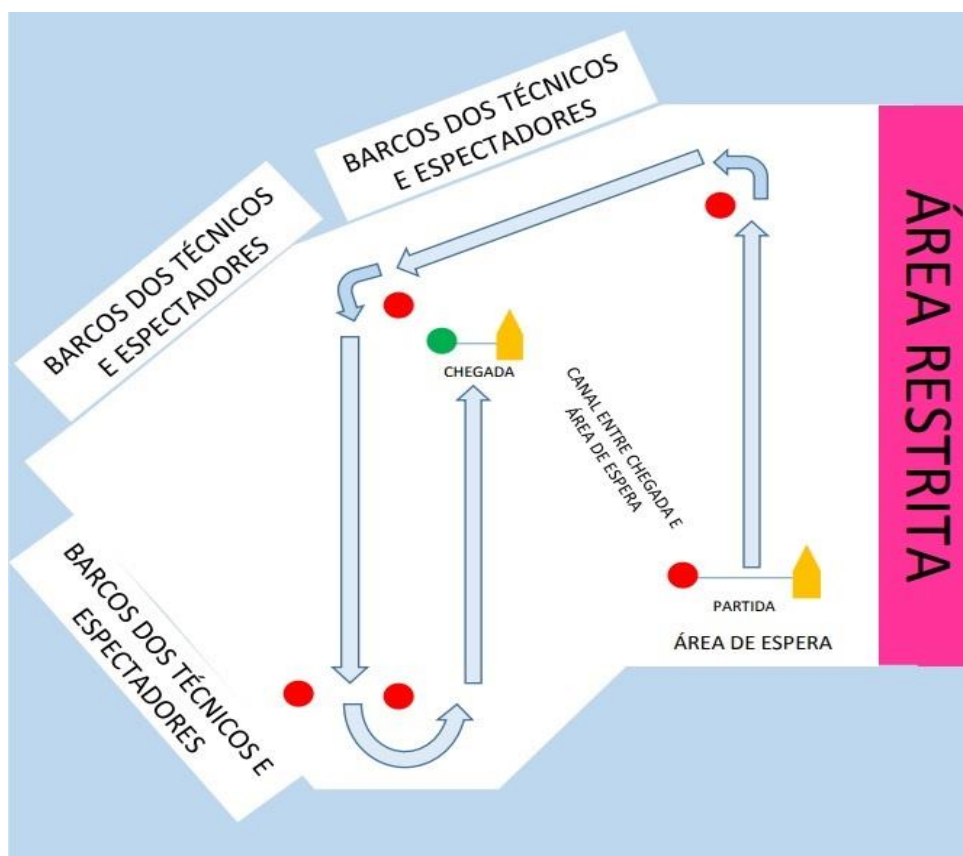 BARCOS DOS TÉCNICOS
E ESPECTADORES
BARCOS DOS TÉCNICOS
E ESPECTADORES
ÁREA RESTRITA
CHEGADA
CANAL ENTRE CHEGADA E
ÁREA DE ESPERA
PARTIDA
ÁREA DE ESPERA
BARCOS DOS TÉCNICOS E
ESPECTADORES